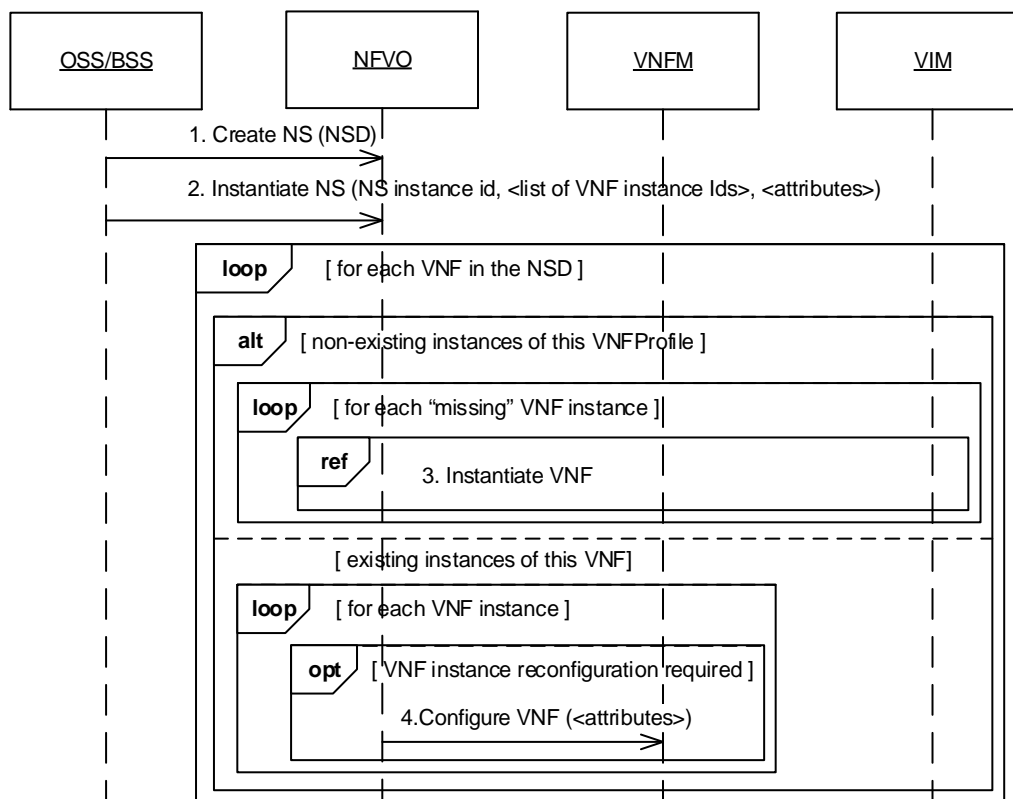 OSS/BSS
NFVO
VNFM
VIM
1. Create NS (NSD)
2. Instantiate NS (NS instance id, <list of VNF instance Ids>, <attributes>)
loop
[ for each VNF in the NSD ]
alt
[ non-existing instances of this VNFProfile ]
loop
[ for each “missing” VNF instance ]
ref
3. Instantiate VNF
[ existing instances of this VNF]
loop
[ for each VNF instance ]
opt
[ VNF instance reconfiguration required ]
4.Configure VNF (<attributes>)